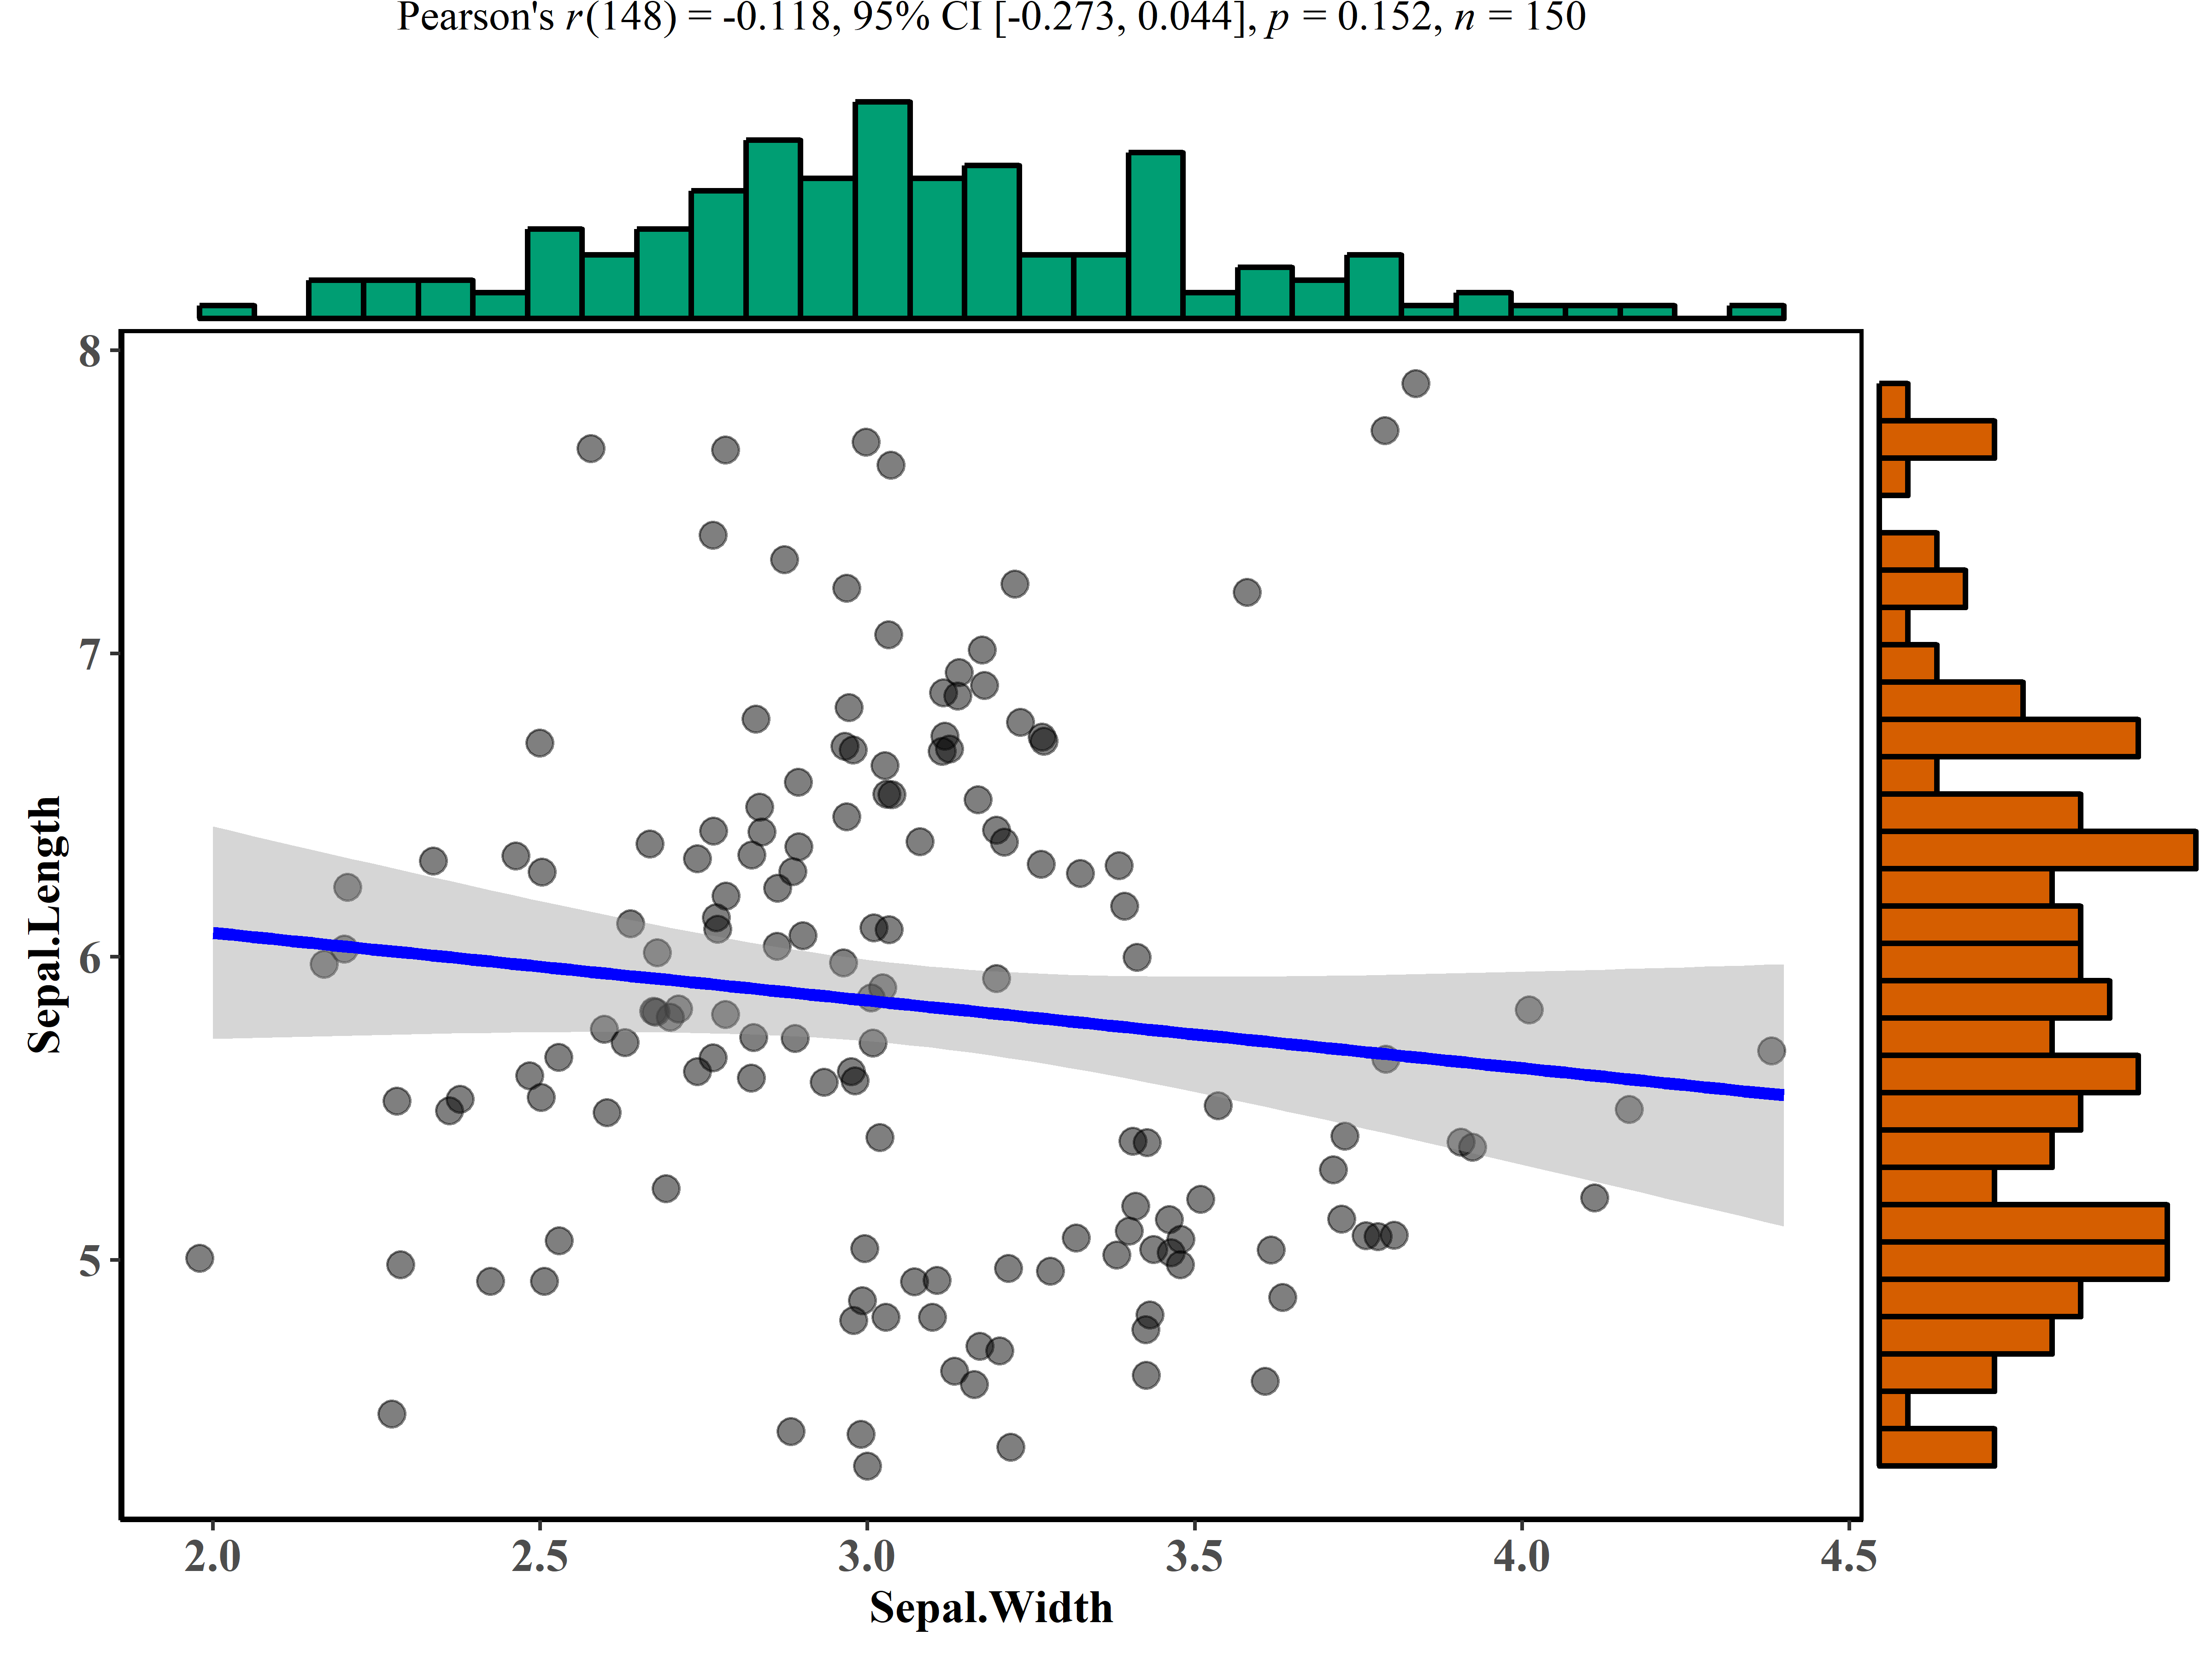 Pearson's r(148) = -0.118, 95% CI [-0.273, 0.044], p = 0.152, n = 150
8
7
6
5
Sepal.Length
2.0 2.5 3.0 3.5 4.0 4.5
Sepal.Width